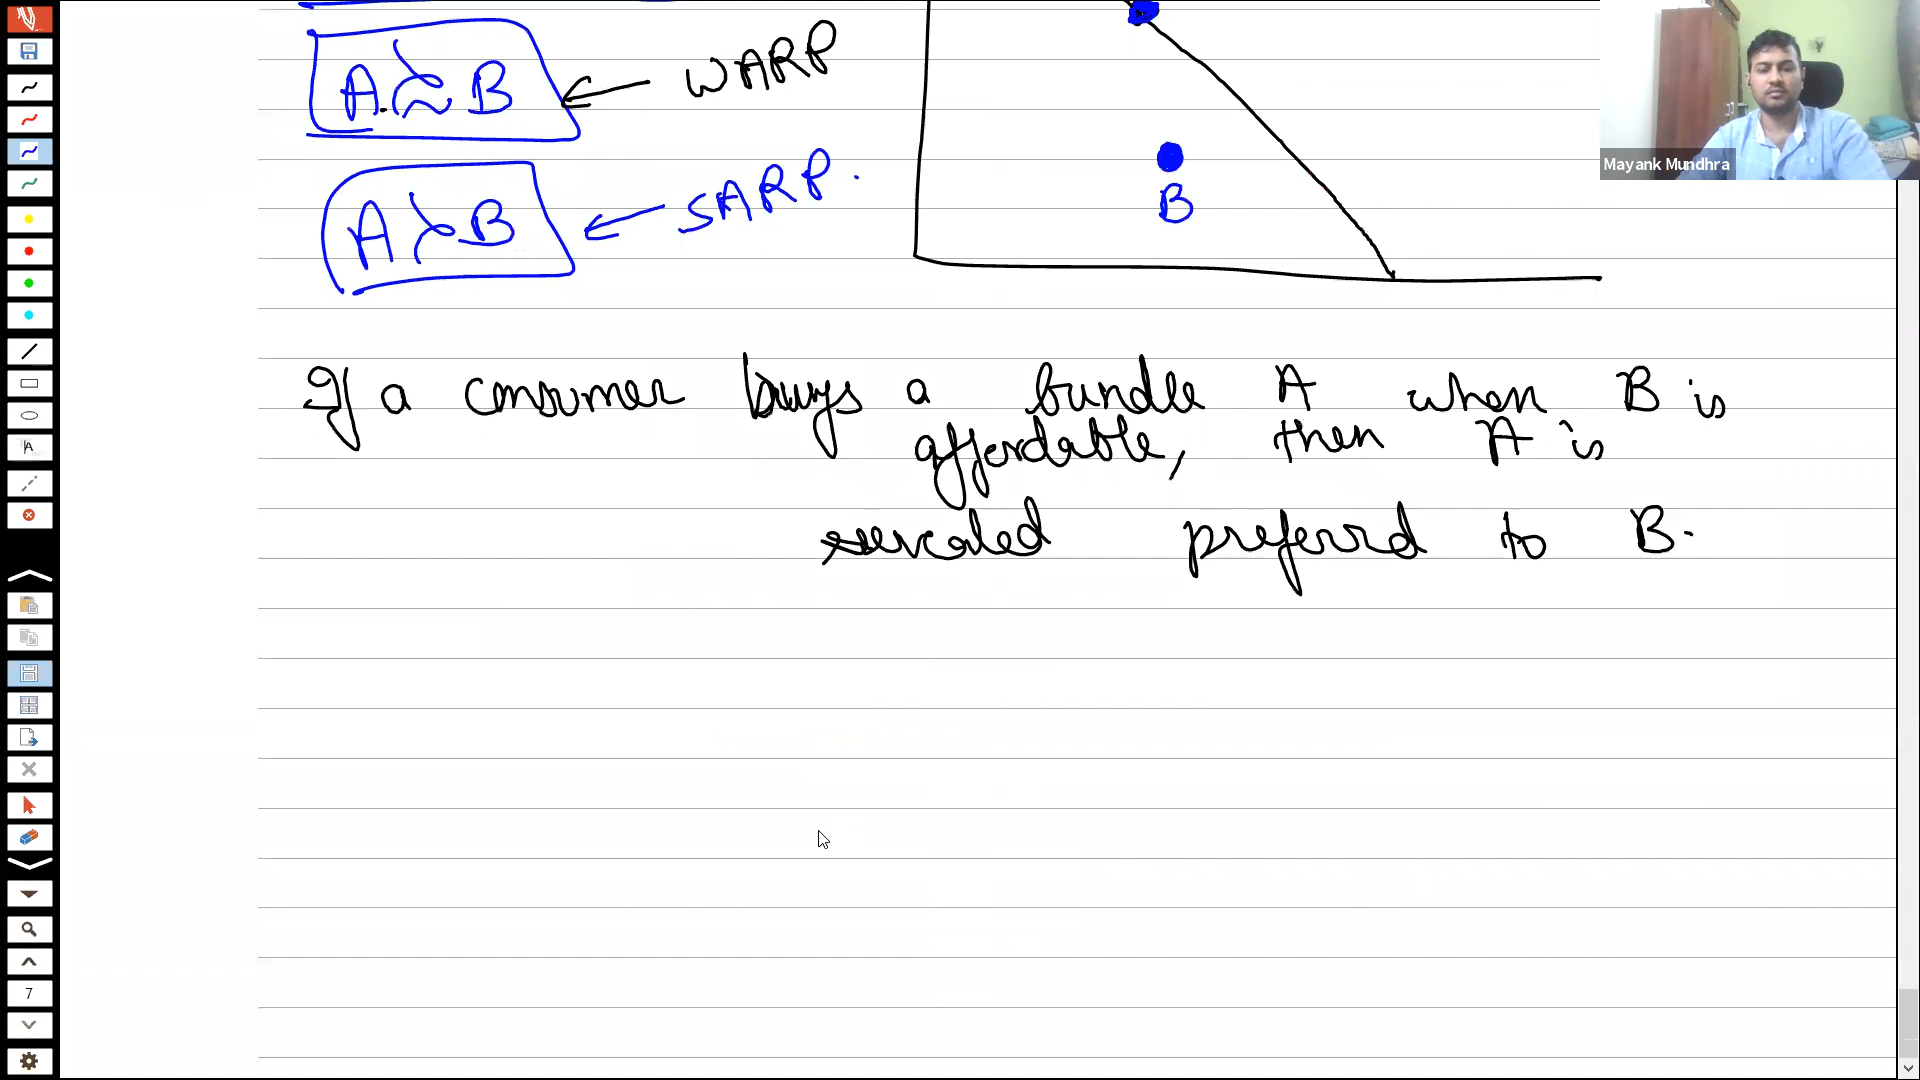 A ≿ B ← WARP
A ≻ B ← SARP.
B
Mayank Mundhra
If a consumer buys a bundle A when B is
affordable, then A is
revealed preferred to B.
A
7